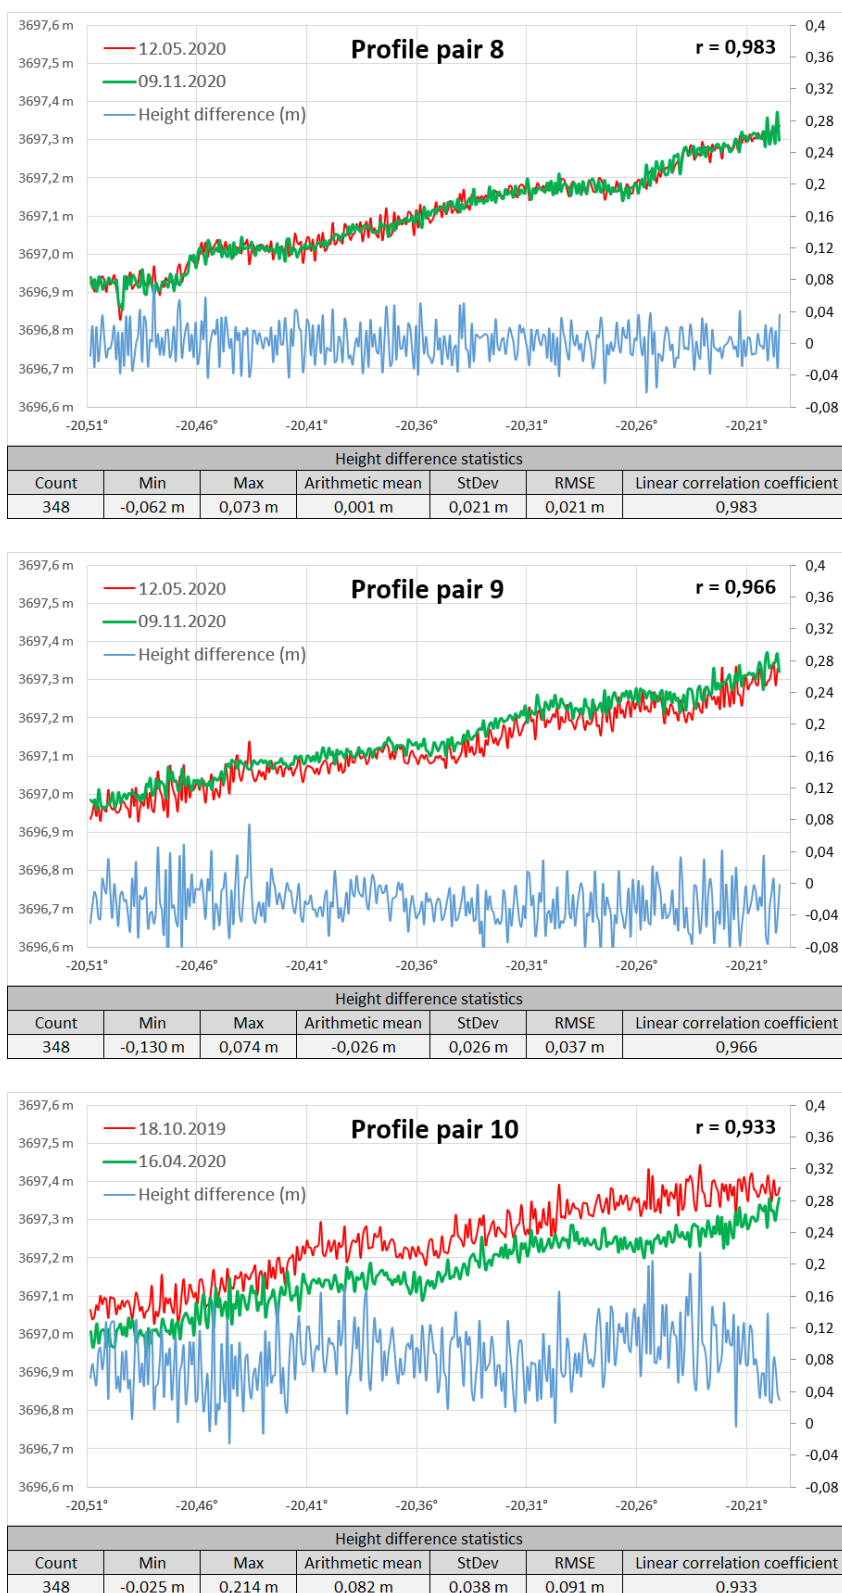 Profile pair 8
r = 0,983
12.05.2020
09.11.2020
Height difference (m)
3697,6 m
3697,5 m
3697,4 m
3697,3 m
3697,2 m
3697,1 m
3697,0 m
3696,9 m
3696,8 m
3696,7 m
3696,6 m
0,4
0,36
0,32
0,28
0,24
0,2
0,16
0,12
0,08
0,04
0
-0,04
-0,08
-20,51° -20,46° -20,41° -20,36° -20,31° -20,26° -20,21°
Height difference statistics
Count Min Max Arithmetic mean StDev RMSE Linear correlation coefficient
348 -0,062 m 0,073 m 0,001 m 0,021 m 0,021 m 0,983
Profile pair 9
r = 0,966
12.05.2020
09.11.2020
Height difference (m)
3697,6 m
3697,5 m
3697,4 m
3697,3 m
3697,2 m
3697,1 m
3697,0 m
3696,9 m
3696,8 m
3696,7 m
3696,6 m
0,4
0,36
0,32
0,28
0,24
0,2
0,16
0,12
0,08
0,04
0
-0,04
-0,08
-20,51° -20,46° -20,41° -20,36° -20,31° -20,26° -20,21°
Height difference statistics
Count Min Max Arithmetic mean StDev RMSE Linear correlation coefficient
348 -0,130 m 0,074 m -0,026 m 0,026 m 0,037 m 0,966
Profile pair 10
r = 0,933
18.10.2019
16.04.2020
Height difference (m)
3697,6 m
3697,5 m
3697,4 m
3697,3 m
3697,2 m
3697,1 m
3697,0 m
3696,9 m
3696,8 m
3696,7 m
3696,6 m
0,4
0,36
0,32
0,28
0,24
0,2
0,16
0,12
0,08
0,04
0
-0,04
-0,08
-20,51° -20,46° -20,41° -20,36° -20,31° -20,26° -20,21°
Height difference statistics
Count Min Max Arithmetic mean StDev RMSE Linear correlation coefficient
348 -0,025 m 0,214 m 0,082 m 0,038 m 0,091 m 0,933